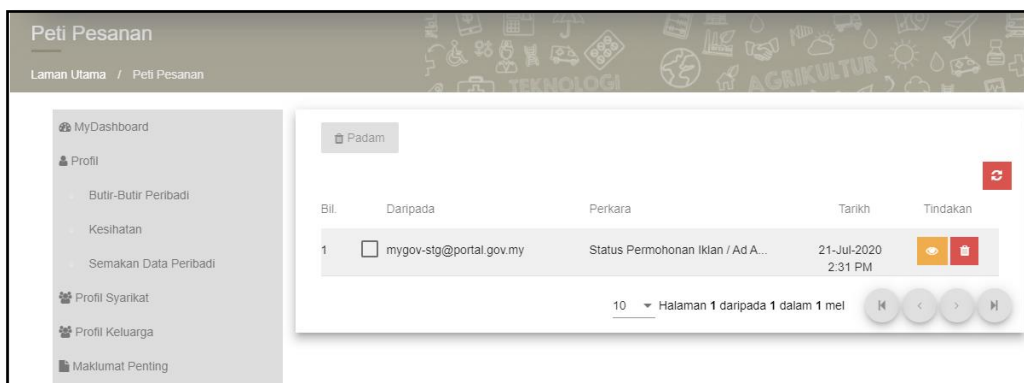 Peti Pesanan
Laman Utama / Peti Pesanan
TEKNOLOGI
AGRIKULTUR
MyDashboard
Profil
Butir-Butir Peribadi
Kesihatan
Semakan Data Peribadi
Profil Syarikat
Profil Keluarga
Maklumat Penting
Padam
Bil. Daripada Perkara Tarikh Tindakan
1 mygov-stg@portal.gov.my Status Permohonan Iklan / Ad A... 21-Jul-2020
2:31 PM
10 Halaman 1 daripada 1 dalam 1 mel